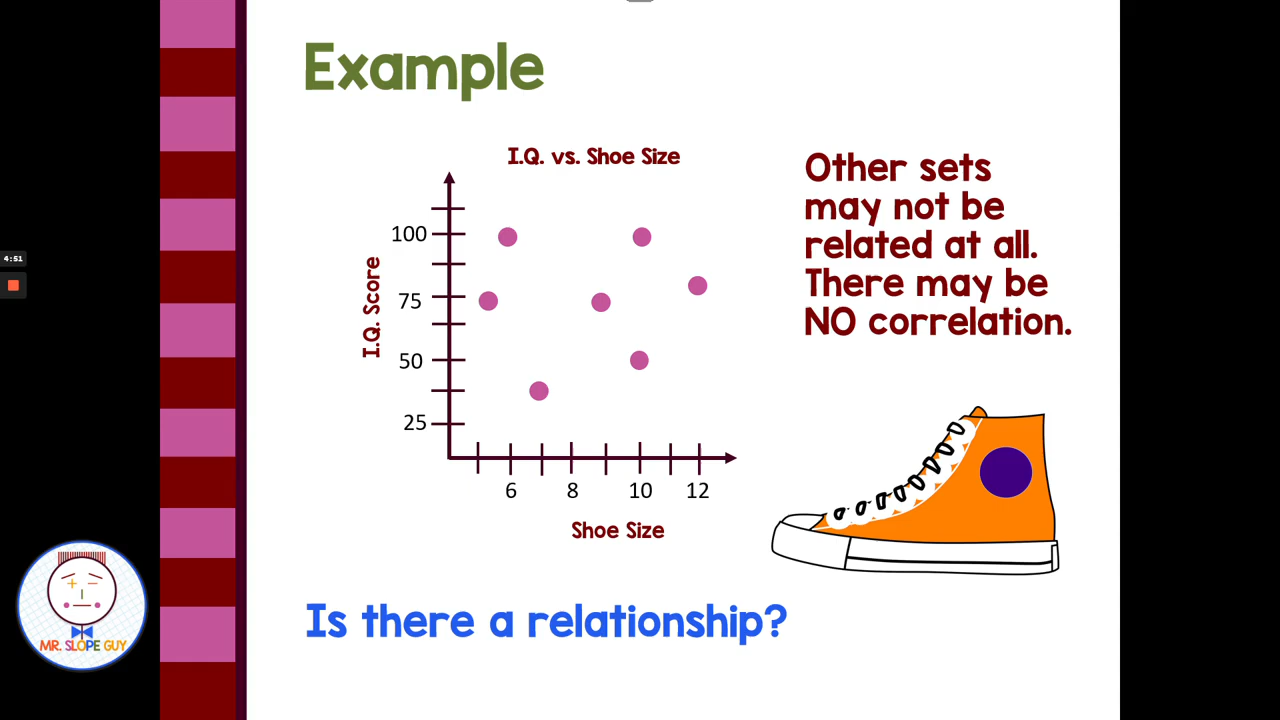 Example
I.Q. vs. Shoe Size
Other sets
may not be
related at all.
There may be
NO correlation.
I.Q. Score
100
75
50
25
6 8 10 12
Shoe Size
Is there a relationship?
4:51
MR. SLOPE GUY